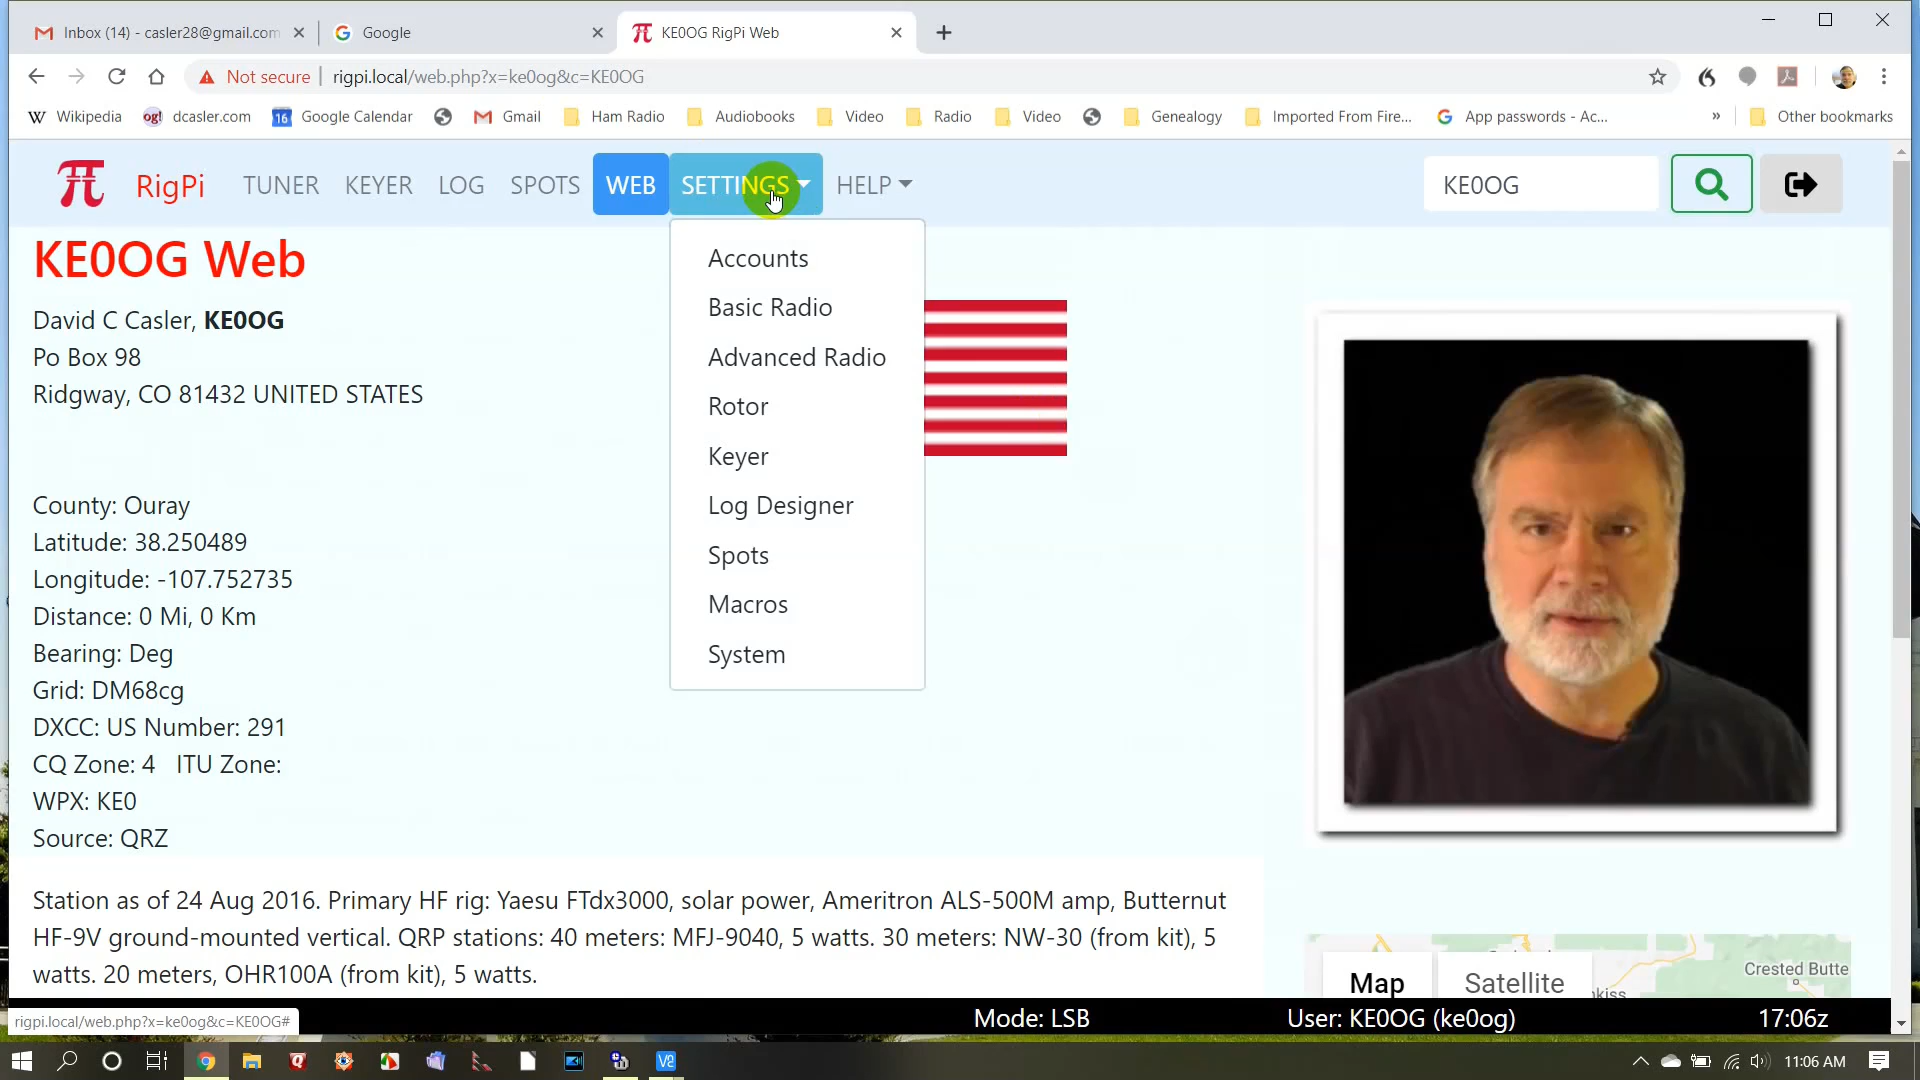 Inbox (14) - casler28@gmail.com
Google
KE0OG RigPi Web
Not secure | rigpi.local/web.php?x=ke0og&c=KE0OG
W Wikipedia og! dcasler.com 16 Google Calendar Gmail Ham Radio Audiobooks Video Radio Video Genealogy Imported From Fire... App passwords - Ac... » Other bookmarks
π RigPi TUNER KEYER LOG SPOTS WEB SETTINGS HELP KE0OG
KE0OG Web
David C Casler, KE0OG
Po Box 98
Ridgway, CO 81432 UNITED STATES
County: Ouray
Latitude: 38.250489
Longitude: -107.752735
Distance: 0 Mi, 0 Km
Bearing: Deg
Grid: DM68cg
DXCC: US Number: 291
CQ Zone: 4 ITU Zone:
WPX: KE0
Source: QRZ
Accounts
Basic Radio
Advanced Radio
Rotor
Keyer
Log Designer
Spots
Macros
System
Station as of 24 Aug 2016. Primary HF rig: Yaesu FTdx3000, solar power, Ameritron ALS-500M amp, Butternut
HF-9V ground-mounted vertical. QRP stations: 40 meters: MFJ-9040, 5 watts. 30 meters: NW-30 (from kit), 5
watts. 20 meters, OHR100A (from kit), 5 watts.
Map Satellite
Crested Butte
rigpi.local/web.php?x=ke0og&c=KE0OG#
Mode: LSB
User: KE0OG (ke0og)
17:06z
11:06 AM